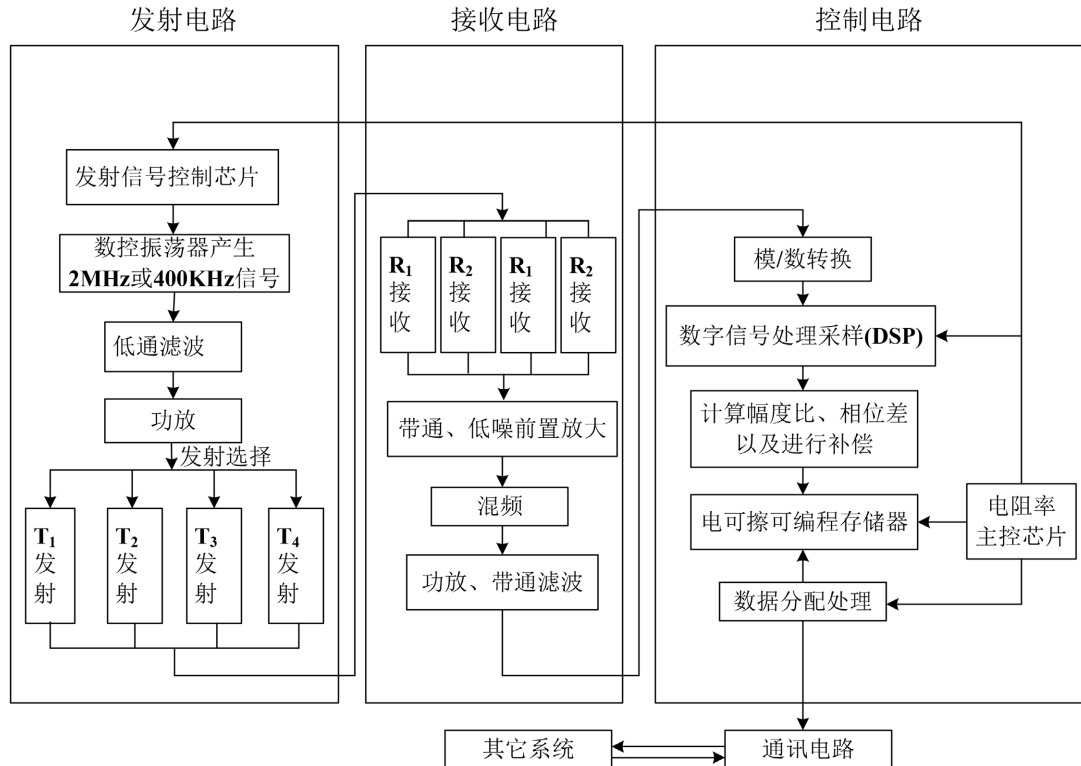 发射电路
接收电路
控制电路
发射信号控制芯片
数控振荡器产生
2MHz或400KHz信号
低通滤波
功放
发射选择
T₁
发
射
T₂
发
射
T₃
发
射
T₄
发
射
R₁
接
收
R₂
接
收
R₁
接
收
R₂
接
收
带通、低噪前置放大
混频
功放、带通滤波
模/数转换
数字信号处理采样(DSP)
计算幅度比、相位差
以及进行补偿
电可擦可编程存储器
数据分配处理
电阻率
主控芯片
其它系统
通讯电路